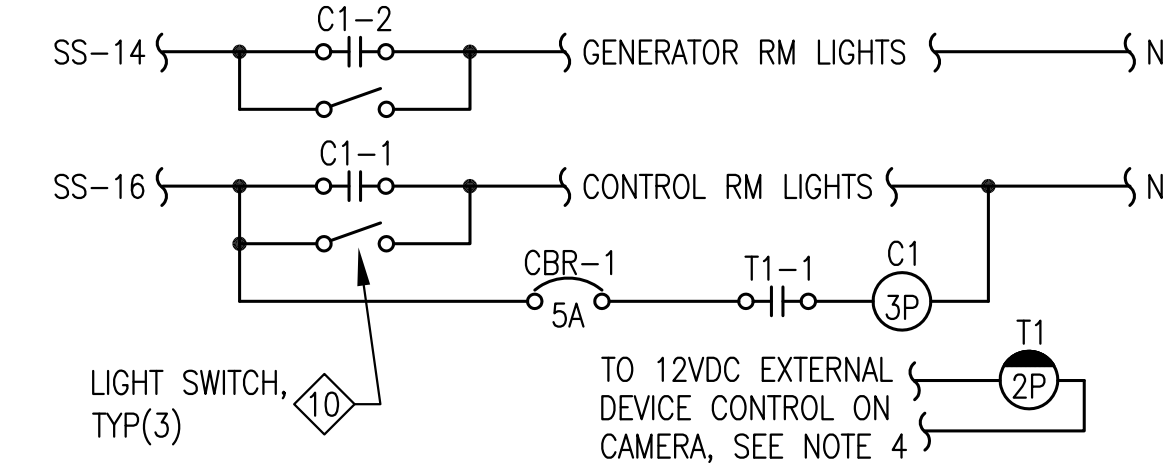 C1-2
SS-14
GENERATOR RM LIGHTS
N
C1-1
SS-16
CONTROL RM LIGHTS
N
CBR-1
5A
T1-1
C1
3P
T1
2P
LIGHT SWITCH,
TYP(3)
10
TO 12VDC EXTERNAL
DEVICE CONTROL ON
CAMERA, SEE NOTE 4